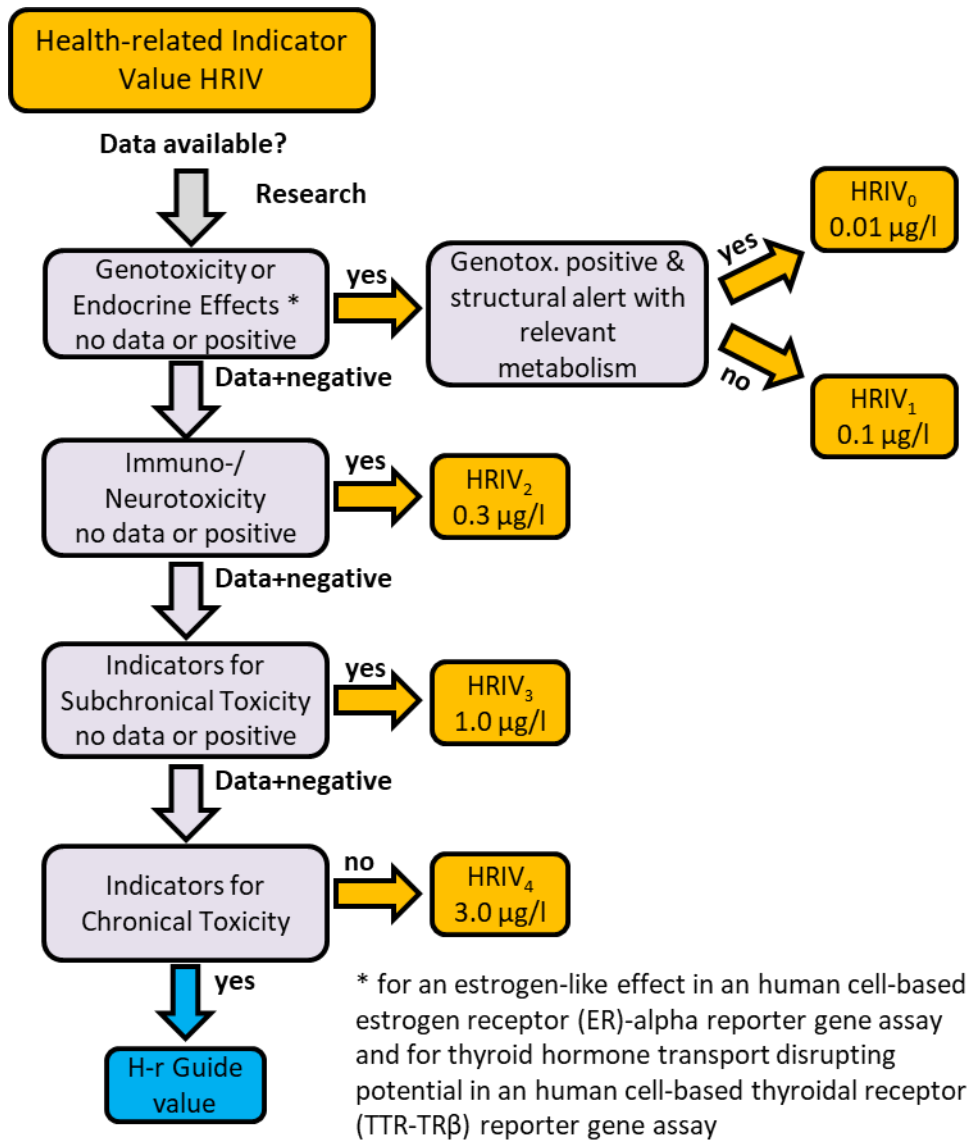 Health-related Indicator
Value HRIV
Data available?
Research
Genotoxicity or
Endocrine Effects *
no data or positive
yes
Genotox. positive &
structural alert with
relevant
metabolism
yes
HRIV₀
0.01 µg/l
no
HRIV₁
0.1 µg/l
Data+negative
Immuno-/
Neurotoxicity
no data or positive
yes
HRIV₂
0.3 µg/l
Data+negative
Indicators for
Subchronical Toxicity
no data or positive
yes
HRIV₃
1.0 µg/l
Data+negative
Indicators for
Chronical Toxicity
no
HRIV₄
3.0 µg/l
yes
H-r Guide
value
* for an estrogen-like effect in an human cell-based
estrogen receptor (ER)-alpha reporter gene assay
and for thyroid hormone transport disrupting
potential in an human cell-based thyroidal receptor
(TTR-TRβ) reporter gene assay